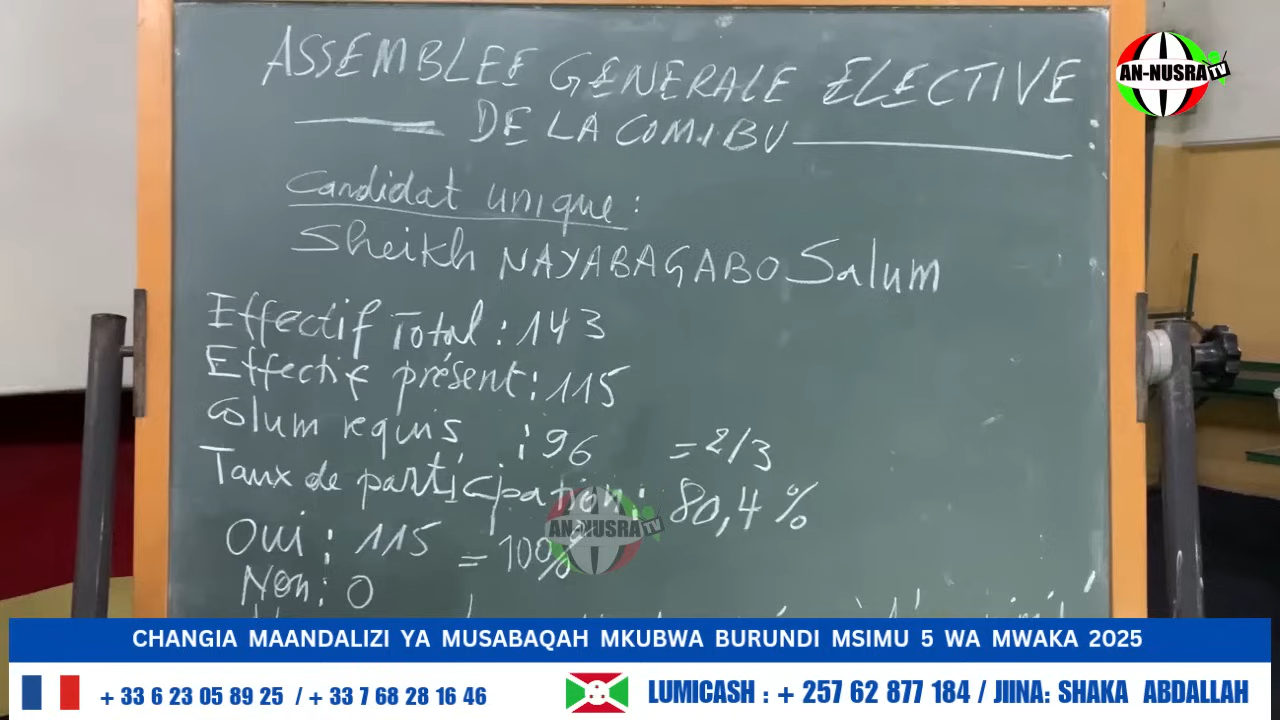 ASSEMBLEE GENERALE ELECTIVE
DE LA COMIBU
Candidat unique :
Sheikh NAYABAGABO Salum
Effectif Total : 143
Effectif présent : 115
Colum requis : 96 = 2/3
Taux de participation : 80,4 %
Oui : 115 = 100%
Non : 0
AN-NUSRA TV
AN-NUSRA TV
CHANGIA MAANDALIZI YA MUSABAQAH MKUBWA BURUNDI MSIMU 5 WA MWAKA 2025
+ 33 6 23 05 89 25 / + 33 7 68 28 16 46
LUMICASH : + 257 62 877 184 / JIINA: SHAKA ABDALLAH